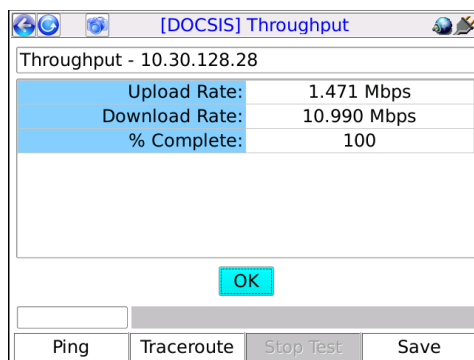 [DOCSIS] Throughput
Throughput - 10.30.128.28
Upload Rate: 1.471 Mbps
Download Rate: 10.990 Mbps
% Complete: 100
OK
Ping Traceroute Stop Test Save